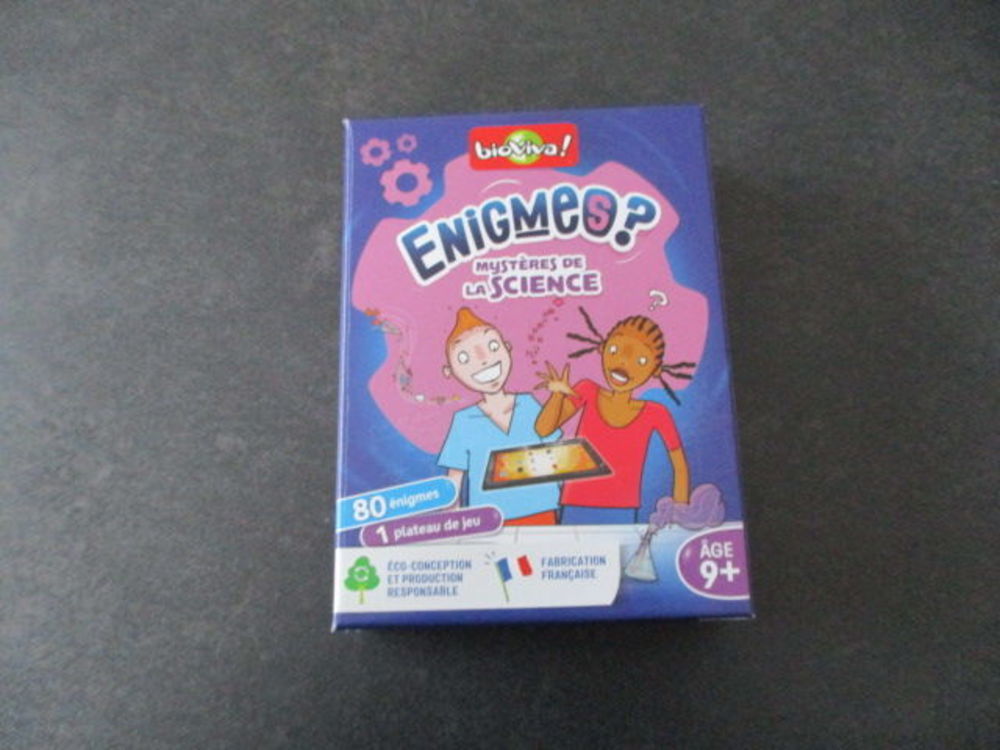 bioviva!
ENiGMES?
MYSTÈRES DE
LA SCIENCE
?
80 énigmes
1 plateau de jeu
ÉCO-CONCEPTION
ET PRODUCTION
RESPONSABLE
FABRICATION
FRANÇAISE
ÂGE
9+